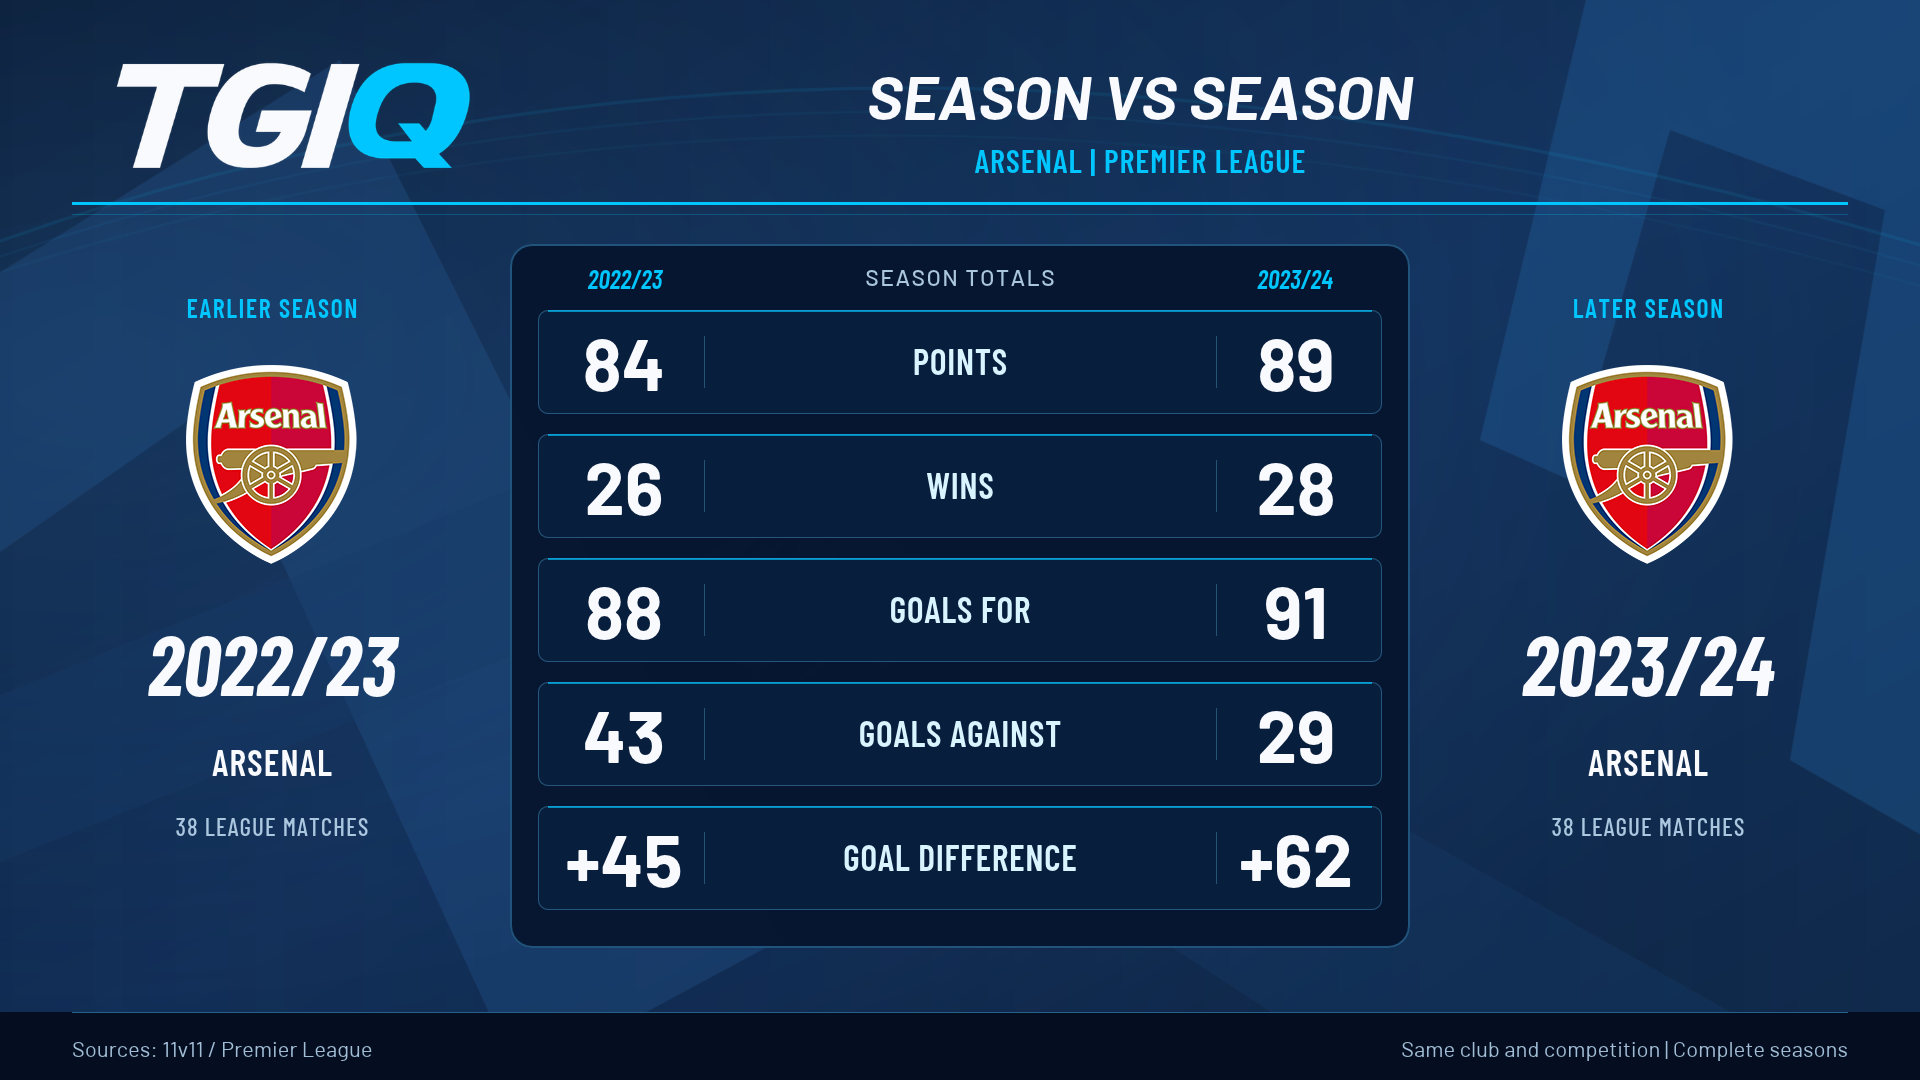 TGIQ
SEASON VS SEASON
ARSENAL | PREMIER LEAGUE
EARLIER SEASON
Arsenal
2022/23
ARSENAL
38 LEAGUE MATCHES
2022/23 SEASON TOTALS 2023/24
84 POINTS 89
26 WINS 28
88 GOALS FOR 91
43 GOALS AGAINST 29
+45 GOAL DIFFERENCE +62
LATER SEASON
Arsenal
2023/24
ARSENAL
38 LEAGUE MATCHES
Sources: 11v11 / Premier League
Same club and competition | Complete seasons